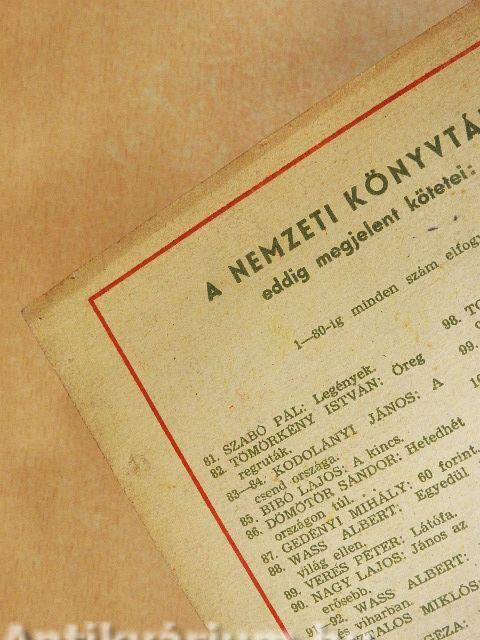 A NEMZETI KÖNYVTÁ
eddig megjelent kötetei:
1—80-ig minden szám elfogy
81. SZABÓ PÁL: Legények.
82. TÖMÖRKÉNY ISTVÁN: Öreg
regruták.
83—84. KODOLÁNYI JÁNOS: A
csend országa.
85. BIBÓ LAJOS: A kincs.
86. DÖMÖTÖR SÁNDOR: Hetedhét
országon túl.
87. GEDÉNYI MIHÁLY: 60 forint.
88. WASS ALBERT: Egyedül
világ ellen.
89. VERES PÉTER: Látófa.
90. NAGY LAJOS: János az
erősebb.
91—92. WASS ALBERT:
és viharban.
98. TO
99.